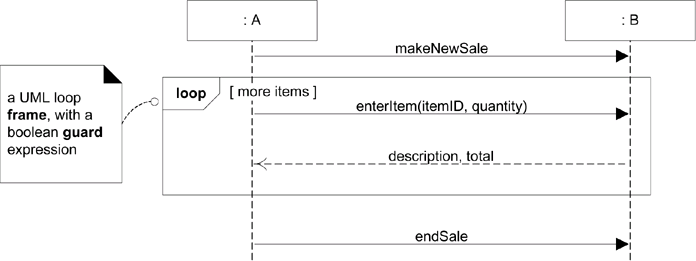 : A
: B
makeNewSale
a UML loop
frame, with a
boolean guard
expression
loop
[ more items ]
enterItem(itemID, quantity)
description, total
endSale